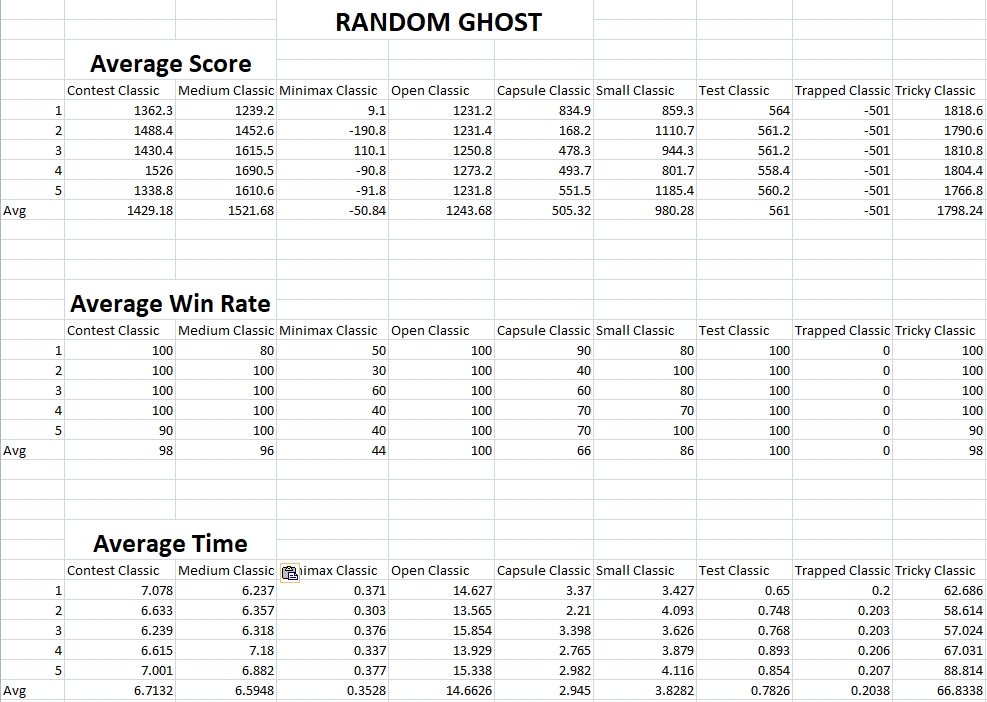 RANDOM GHOST
Average Score
Contest Classic Medium Classic Minimax Classic Open Classic Capsule Classic Small Classic Test Classic Trapped Classic Tricky Classic
1 1362.3 1239.2 9.1 1231.2 834.9 859.3 564 -501 1818.6
2 1488.4 1452.6 -190.8 1231.4 168.2 1110.7 561.2 -501 1790.6
3 1430.4 1615.5 110.1 1250.8 478.3 944.3 561.2 -501 1810.8
4 1526 1690.5 -90.8 1273.2 493.7 801.7 558.4 -501 1804.4
5 1338.8 1610.6 -91.8 1231.8 551.5 1185.4 560.2 -501 1766.8
Avg 1429.18 1521.68 -50.84 1243.68 505.32 980.28 561 -501 1798.24
Average Win Rate
Contest Classic Medium Classic Minimax Classic Open Classic Capsule Classic Small Classic Test Classic Trapped Classic Tricky Classic
1 100 80 50 100 90 80 100 0 100
2 100 100 30 100 40 100 100 0 100
3 100 100 60 100 60 80 100 0 100
4 100 100 40 100 70 70 100 0 100
5 90 100 40 100 70 100 100 0 90
Avg 98 96 44 100 66 86 100 0 98
Average Time
Contest Classic Medium Classic nimax Classic Open Classic Capsule Classic Small Classic Test Classic Trapped Classic Tricky Classic
1 7.078 6.237 0.371 14.627 3.37 3.427 0.65 0.2 62.686
2 6.633 6.357 0.303 13.565 2.21 4.093 0.748 0.203 58.614
3 6.239 6.318 0.376 15.854 3.398 3.626 0.768 0.203 57.024
4 6.615 7.18 0.337 13.929 2.765 3.879 0.893 0.206 67.031
5 7.001 6.882 0.377 15.338 2.982 4.116 0.854 0.207 88.814
Avg 6.7132 6.5948 0.3528 14.6626 2.945 3.8282 0.7826 0.2038 66.8338